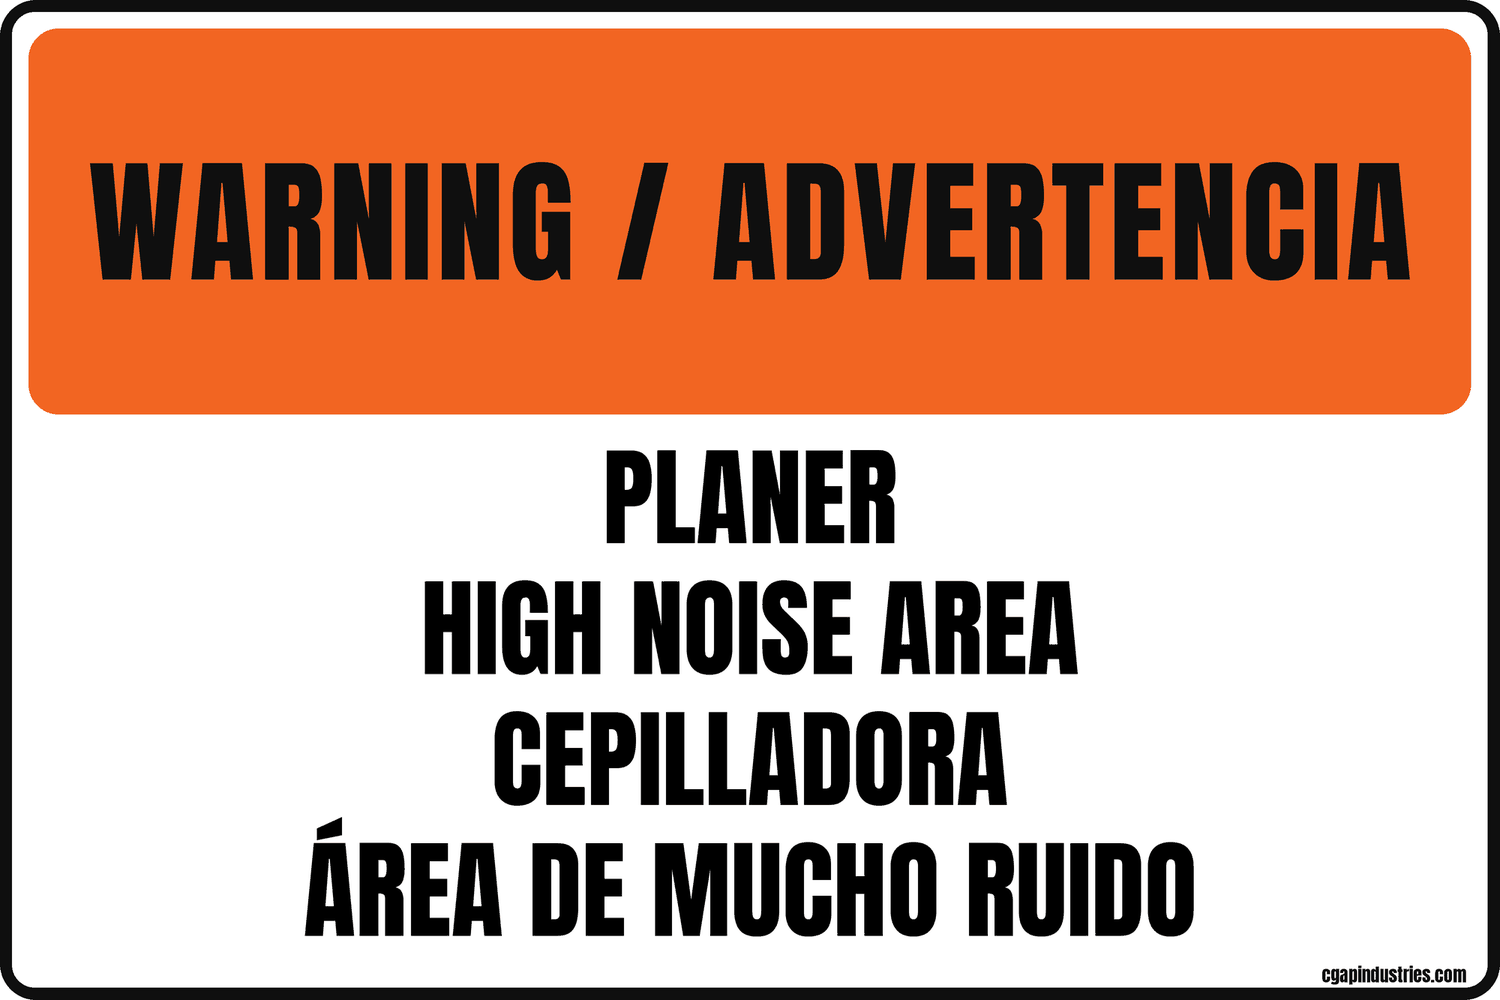 WARNING / ADVERTENCIA
PLANER
HIGH NOISE AREA
CEPILLADORA
ÁREA DE MUCHO RUIDO
cgapindustries.com